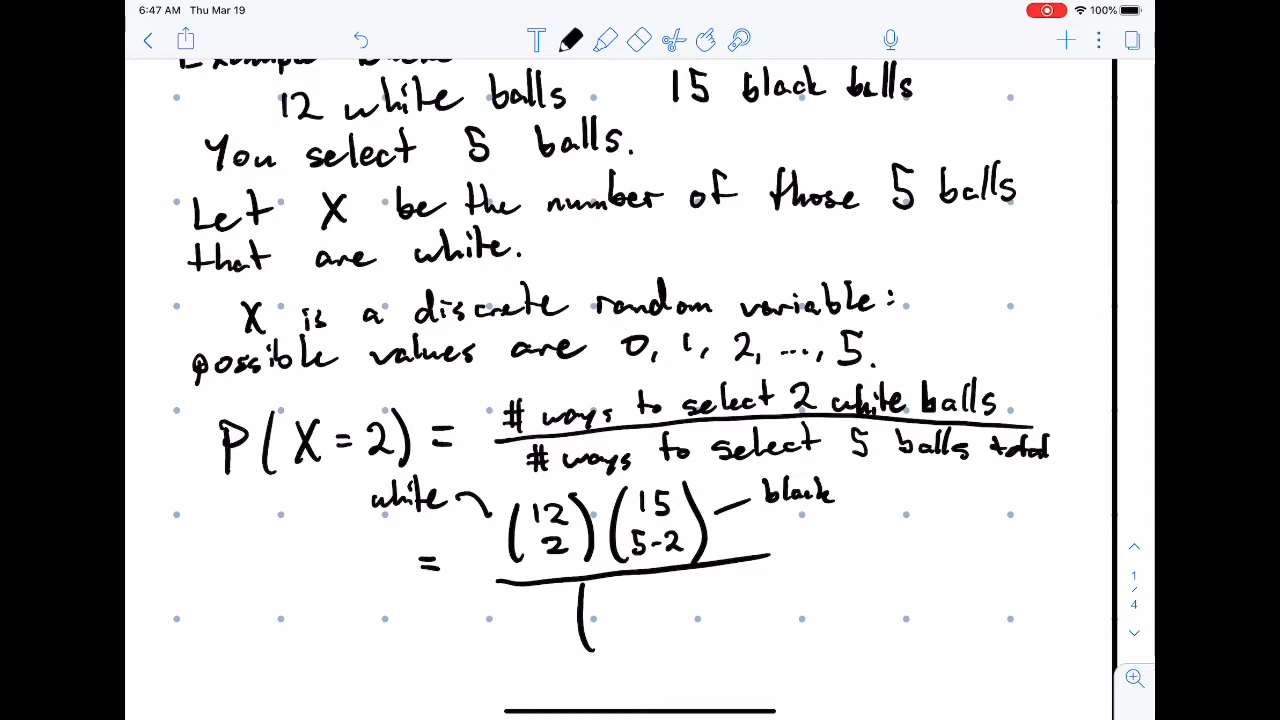 6:47 AM Thu Mar 19
100%
Example
12 white balls 15 black balls
You select 5 balls.
Let X be the number of those 5 balls
that are white.
X is a discrete random variable:
possible values are 0, 1, 2, ..., 5.
P(X=2) = # ways to select 2 white balls
# ways to select 5 balls total
white black
= (12 2)(15 5-2)
(
T
1/4